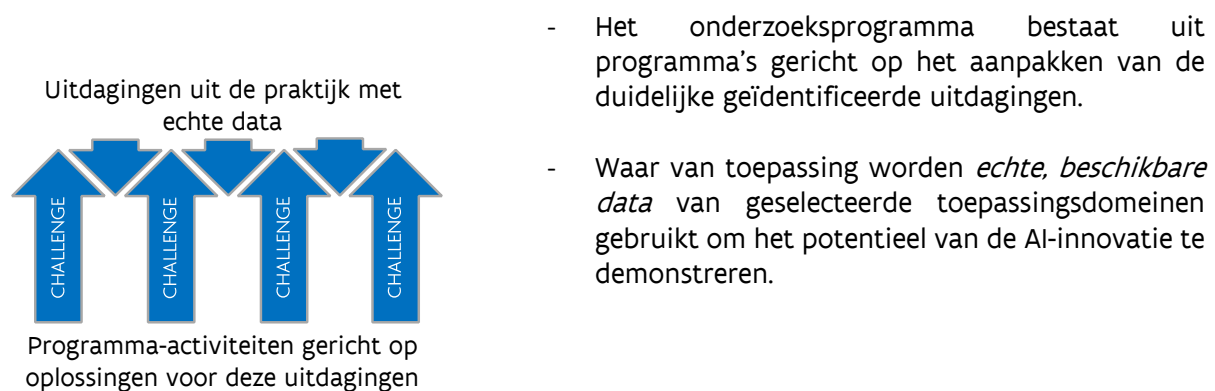 Uitdagingen uit de praktijk met
echte data
CHALLENGE
CHALLENGE
CHALLENGE
CHALLENGE
Programma-activiteiten gericht op
oplossingen voor deze uitdagingen
- Het onderzoeksprogramma bestaat uit
programma's gericht op het aanpakken van de
duidelijke geïdentificeerde uitdagingen.
- Waar van toepassing worden echte, beschikbare
data van geselecteerde toepassingsdomeinen
gebruikt om het potentieel van de AI-innovatie te
demonstreren.